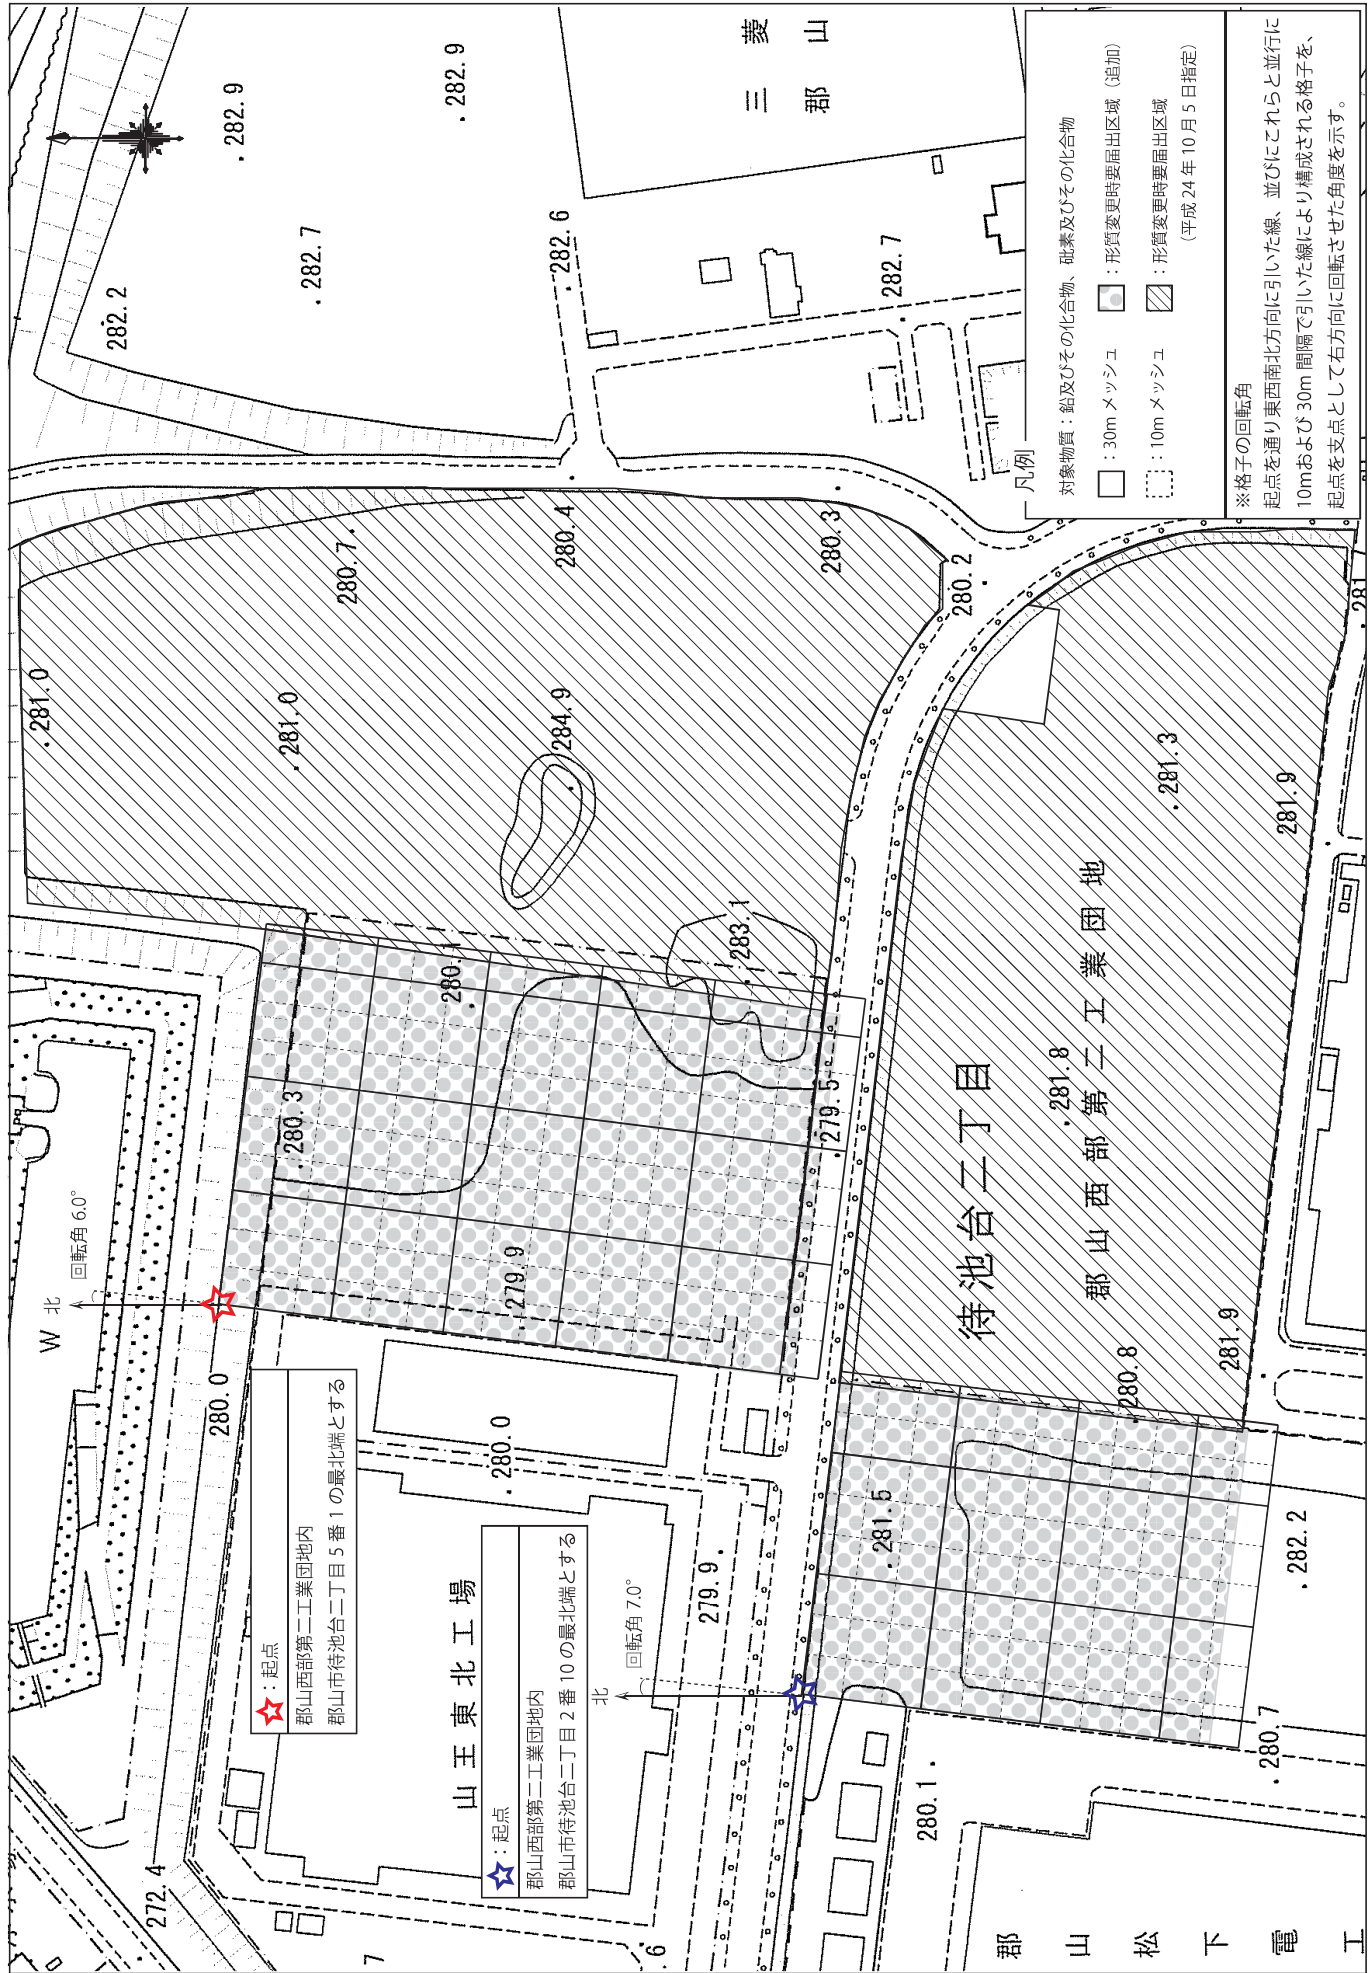 凡例
対象物質：鉛及びその化合物、砒素及びその化合物
：30m メッシュ
：形質変更時要届出区域（追加）
：10m メッシュ
：形質変更時要届出区域
（平成 24 年 10 月 5 日指定）
※格子の回転角
起点を通り東西南北方向に引いた線、並びにこれらと並行に
10mおよび 30m 間隔で引いた線により構成される格子を、
起点を支点として右方向に回転させた角度を示す。
：起点
郡山西部第二工業団地内
郡山市待池台二丁目 5 番 1 の最北端とする
：起点
郡山西部第二工業団地内
郡山市待池台二丁目 2 番 10 の最北端とする
W
北
回転角 6.0°
北
回転角 7.0°
三菱
郡山
山王東北工場
待池台二丁目
郡山西部第二工業団地
郡山松下電工
282.9
282.9
282.7
282.2
282.6
282.7
280.7
280.4
280.3
280.2
281.0
281.0
284.9
283.1
280.1
280.3
279.9
279.5
280.0
280.0
279.9
281.5
280.8
281.9
281.8
281.3
281.9
281
282.2
280.7
280.1
272.4
7
6